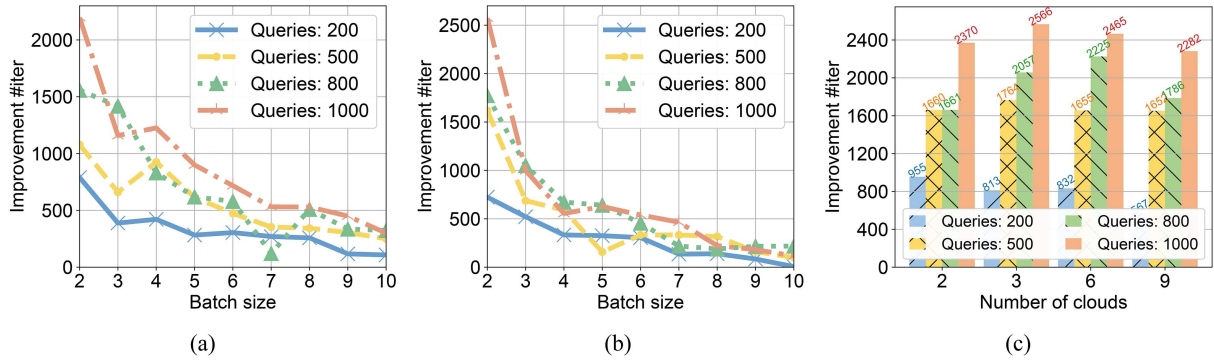 2000
1500
1000
500
0
Improvement #iter
Queries: 200
Queries: 500
Queries: 800
Queries: 1000
2 3 4 5 6 7 8 9 10
Batch size
(a)
2500
2000
1500
1000
500
0
Improvement #iter
Queries: 200
Queries: 500
Queries: 800
Queries: 1000
2 3 4 5 6 7 8 9 10
Batch size
(b)
2400
2000
1600
1200
800
400
0
Improvement #iter
955 1660 1661 2370
813 1764 2057 2566
832 1655 2225 2465
1786 2282
Queries: 200 Queries: 800
Queries: 500 Queries: 1000
2 3 6 9
Number of clouds
(c)